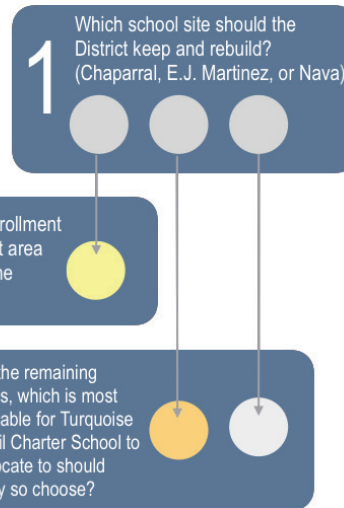 1
Which school site should the
District keep and rebuild?
(Chaparral, E.J. Martinez, or Nava)
rollment
t area
ne
the remaining
s, which is most
able for Turquoise
il Charter School to
ocate to should
y so choose?